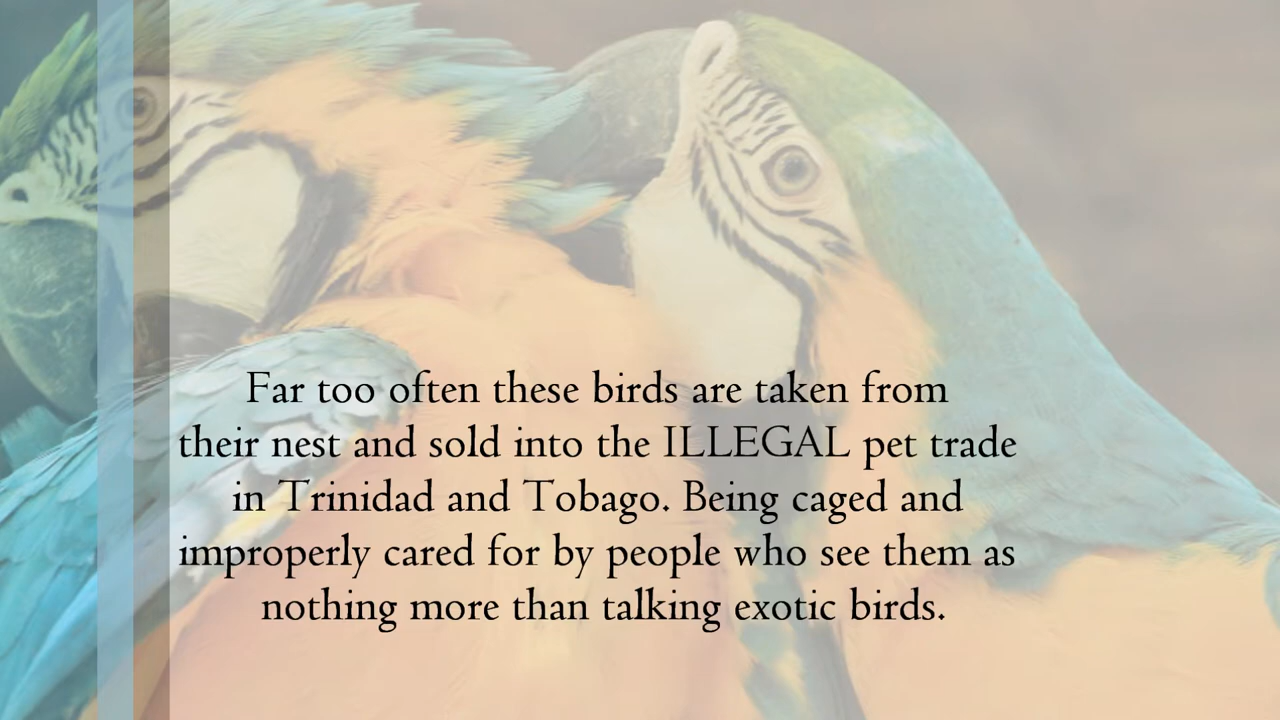 Far too often these birds are taken from
their nest and sold into the ILLEGAL pet trade
in Trinidad and Tobago. Being caged and
improperly cared for by people who see them as
nothing more than talking exotic birds.